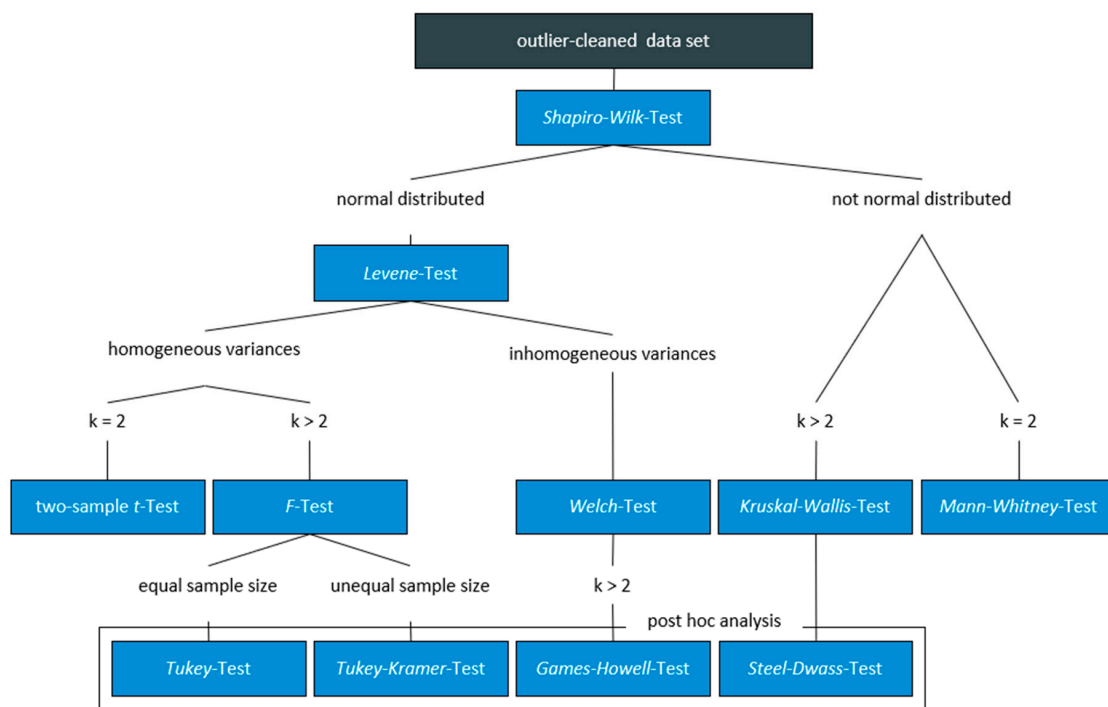 outlier-cleaned data set
Shapiro-Wilk-Test
normal distributed
not normal distributed
Levene-Test
homogeneous variances
inhomogeneous variances
k = 2
k > 2
k > 2
k = 2
two-sample t-Test
F-Test
Welch-Test
Kruskal-Wallis-Test
Mann-Whitney-Test
equal sample size
unequal sample size
k > 2
post hoc analysis
Tukey-Test
Tukey-Kramer-Test
Games-Howell-Test
Steel-Dwass-Test